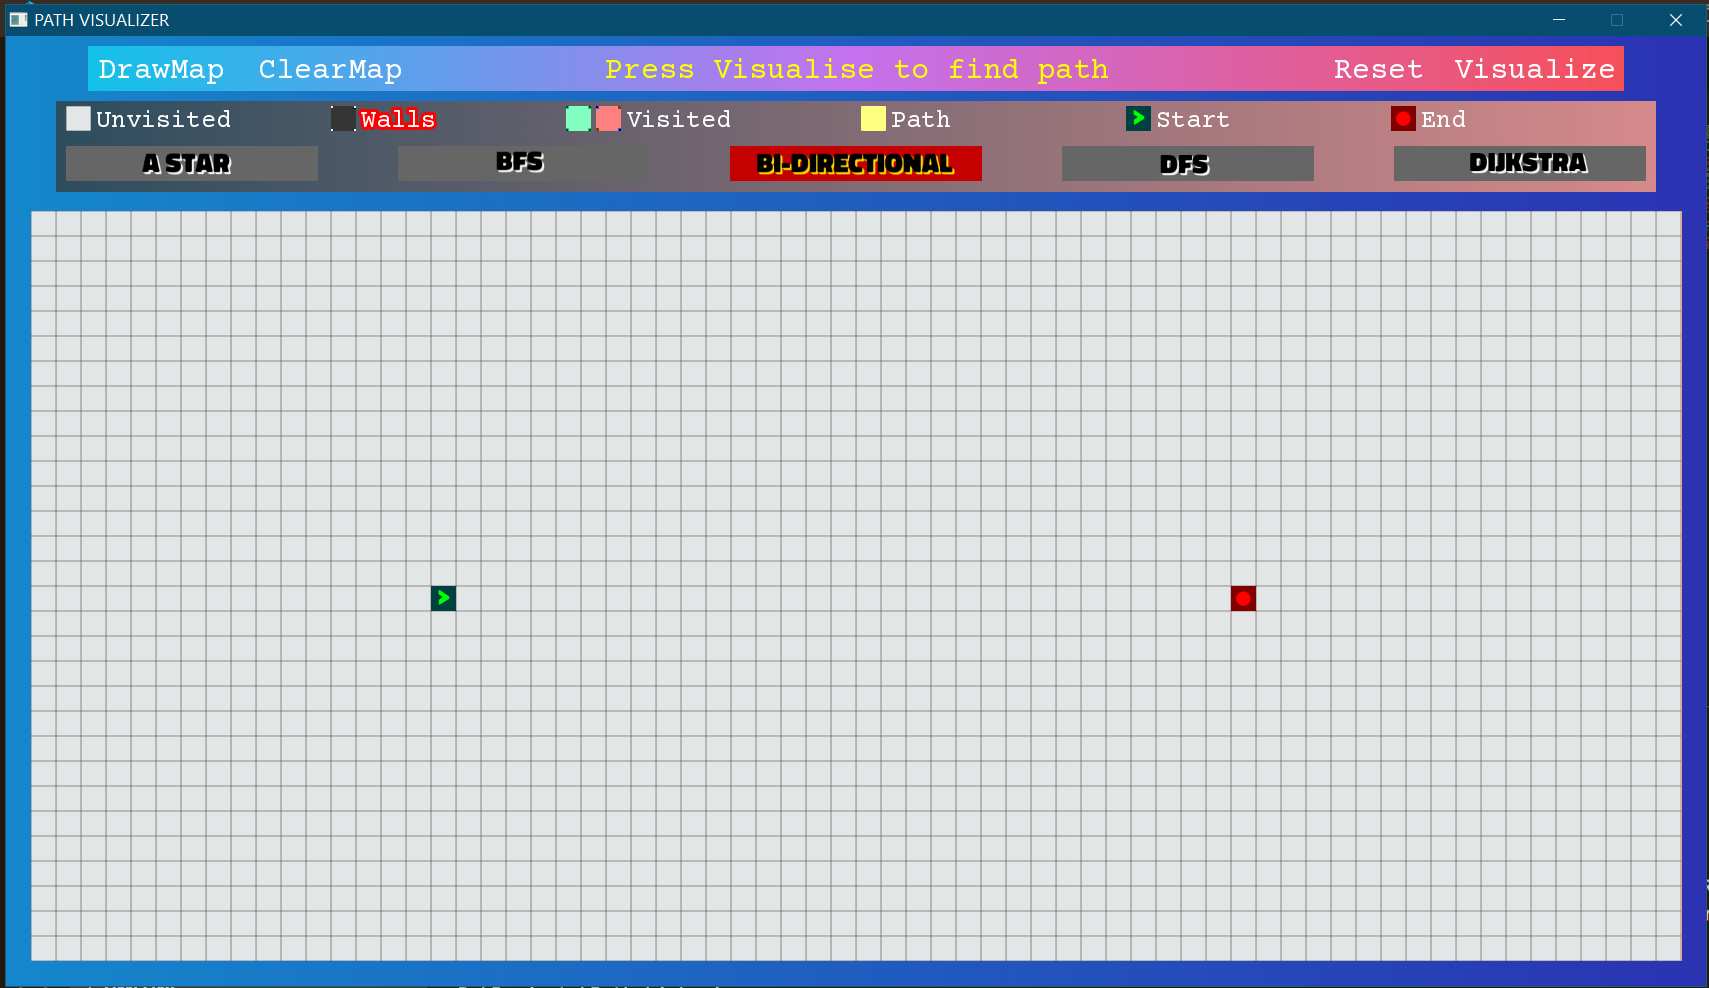 PATH VISUALIZER
DrawMap ClearMap Press Visualise to find path Reset Visualize
Unvisited Walls Visited Path Start End
A STAR BFS BI-DIRECTIONAL DFS DIJKSTRA